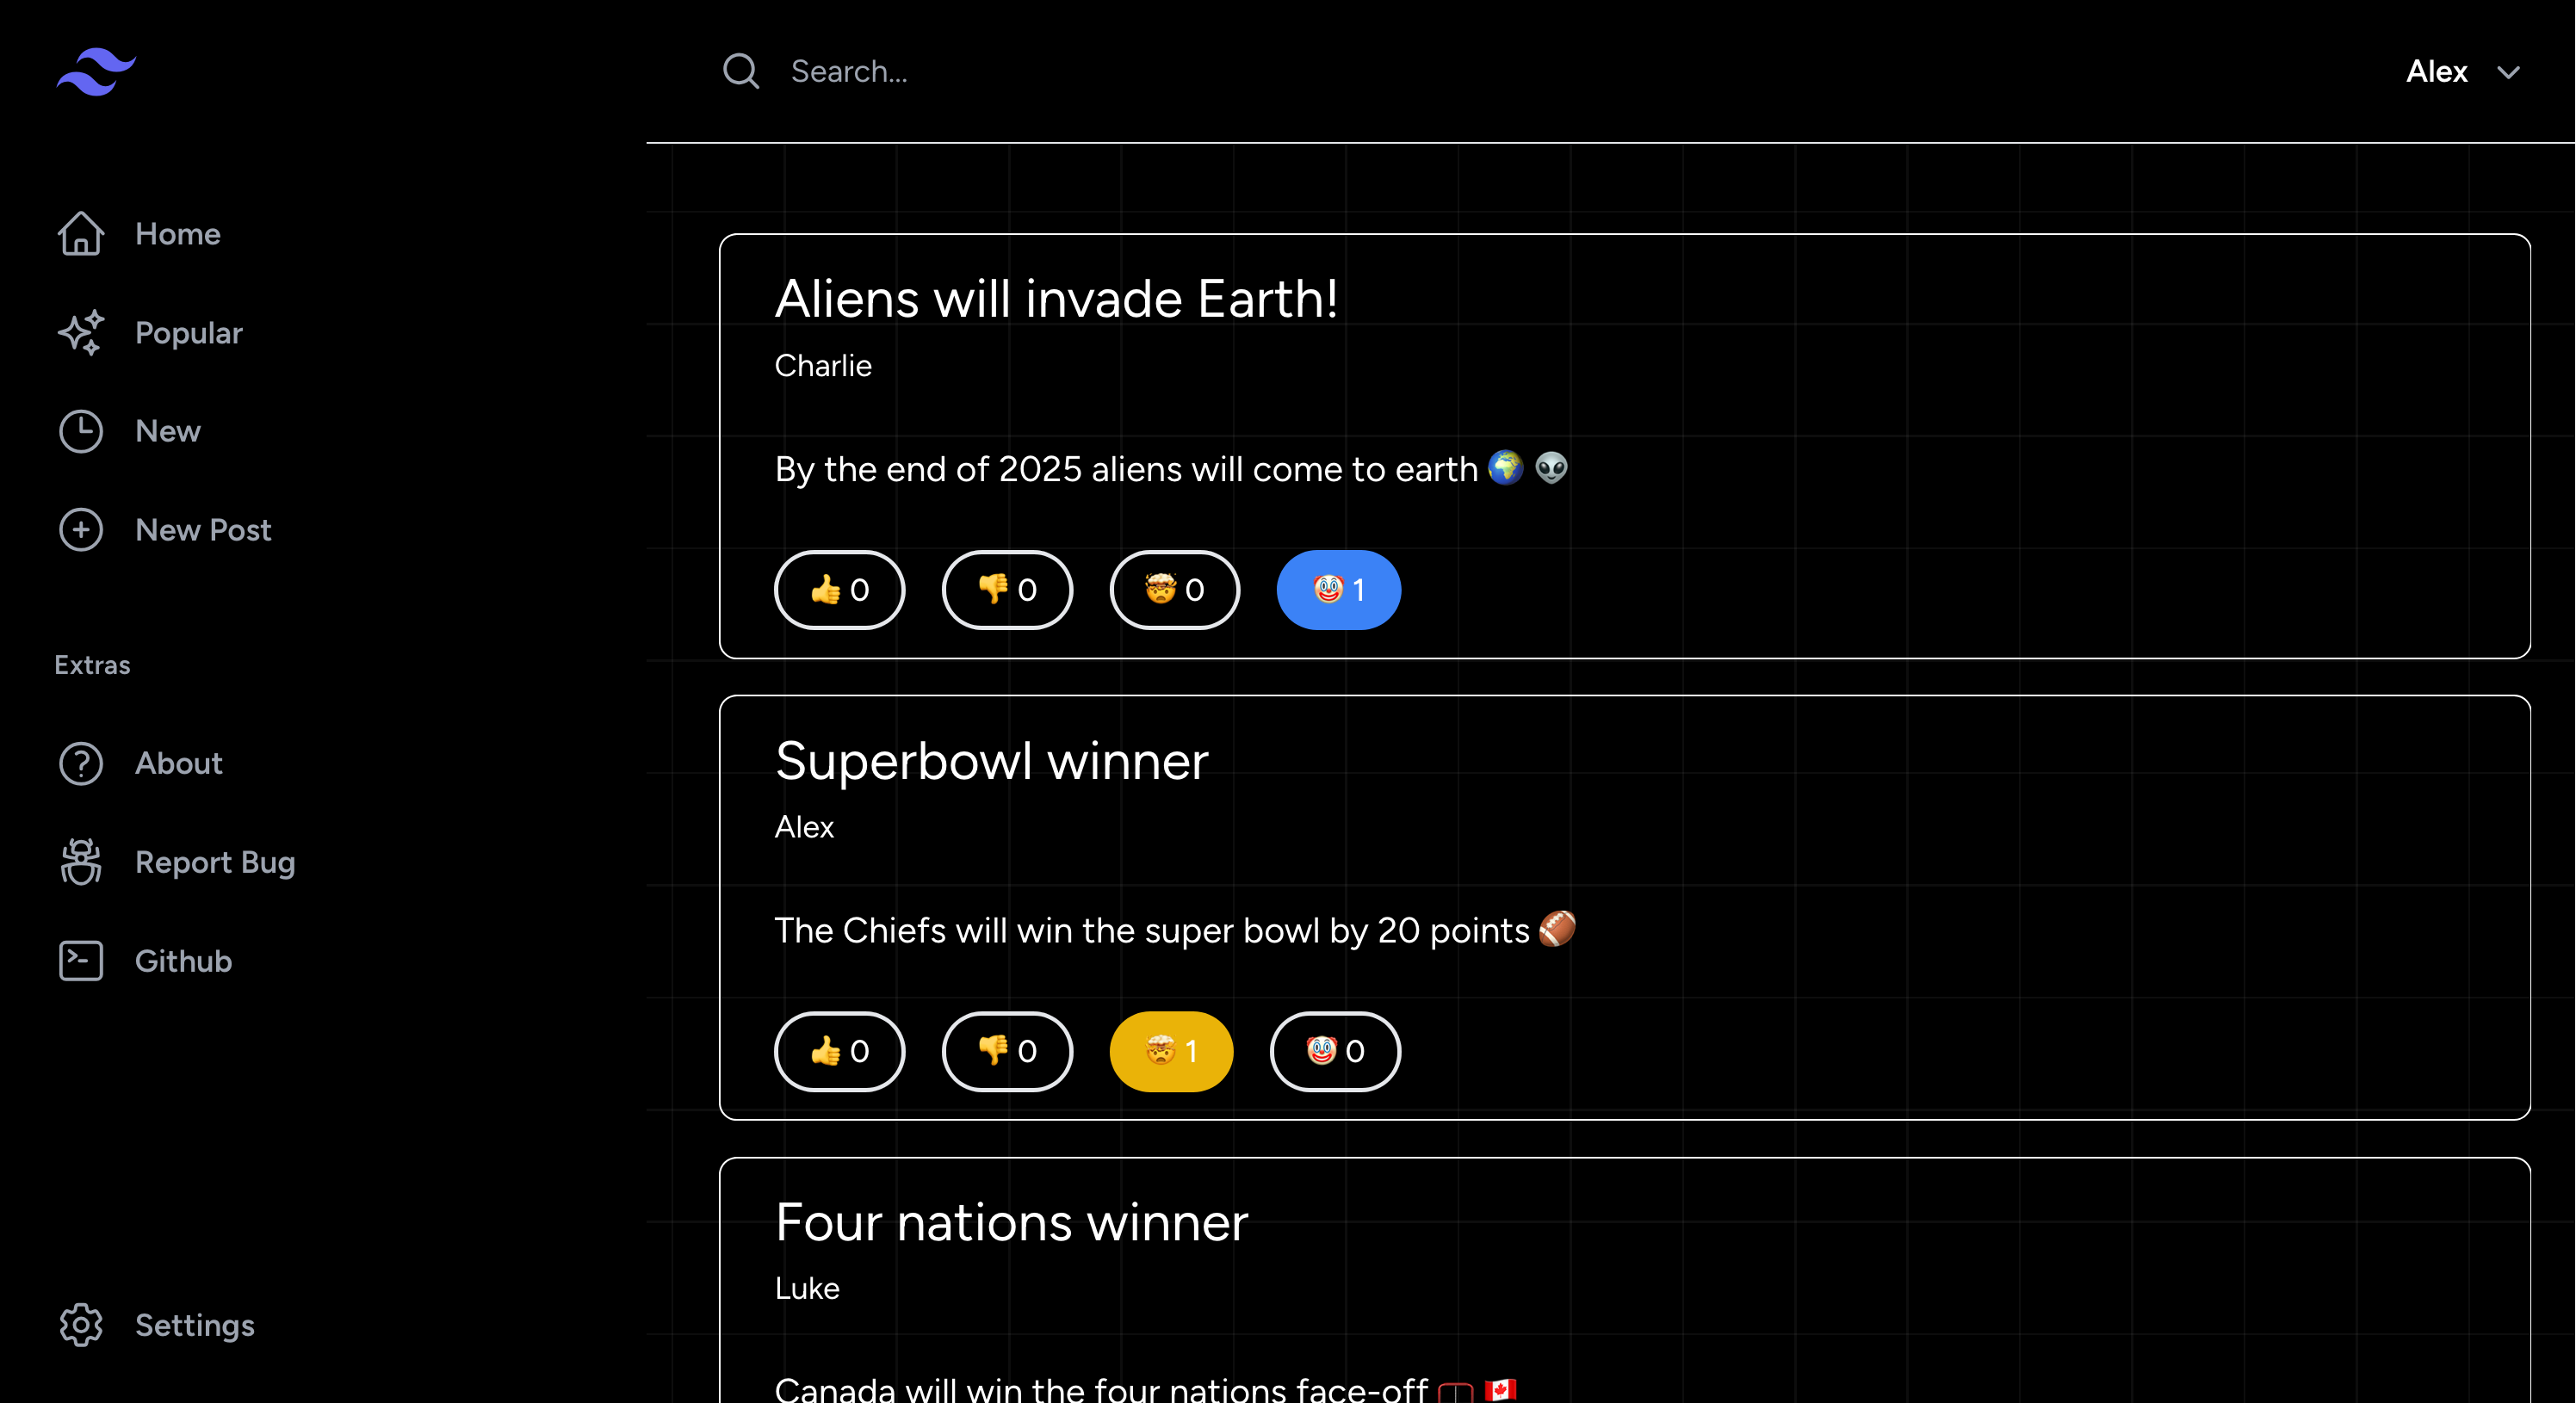 Search...
Alex
Home
Popular
New
New Post
Extras
About
Report Bug
Github
Settings
Aliens will invade Earth!
Charlie
By the end of 2025 aliens will come to earth 🌍 👽
👍 0
👎 0
🤯 0
🤡 1
Superbowl winner
Alex
The Chiefs will win the super bowl by 20 points 🏈
👍 0
👎 0
🤯 1
🤡 0
Four nations winner
Luke
Canada will win the four nations face-off 🥅 🇨🇦